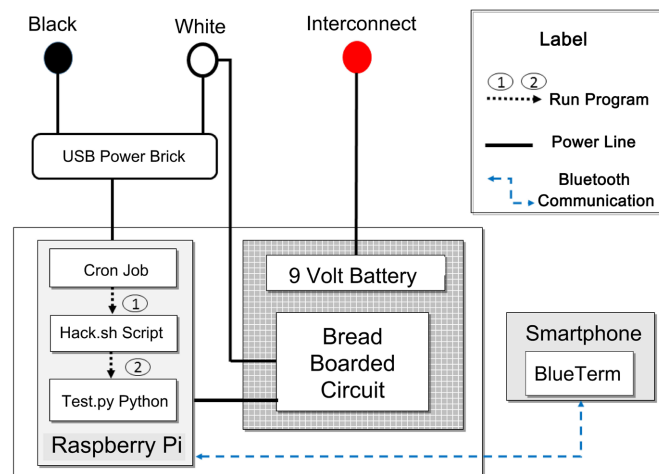 Black
White
Interconnect
Label
① ②
Run Program
Power Line
Bluetooth
Communication
USB Power Brick
Cron Job
①
Hack.sh Script
②
Test.py Python
Raspberry Pi
9 Volt Battery
Bread
Boarded
Circuit
Smartphone
BlueTerm